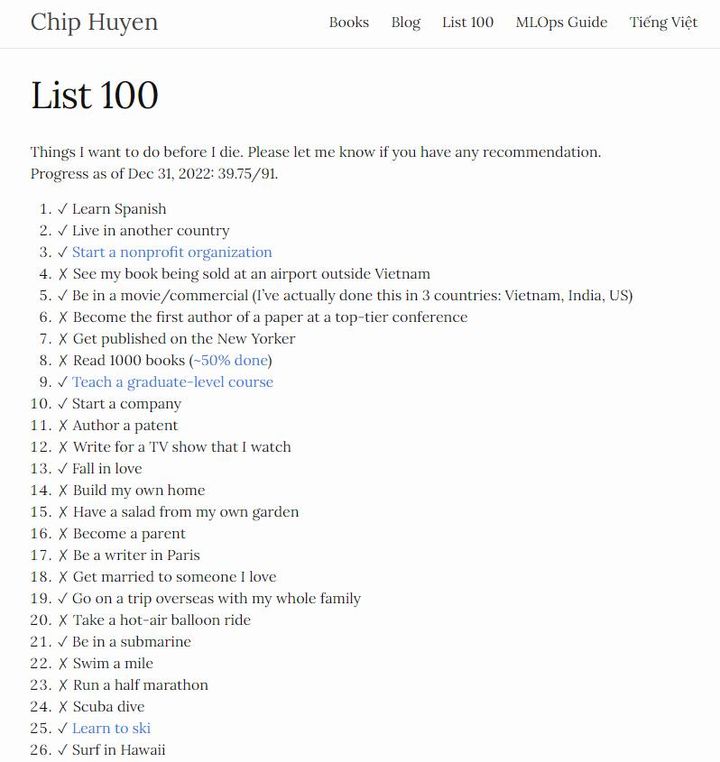 Chip Huyen
Books Blog List 100 MLOps Guide Tiếng Việt
List 100
Things I want to do before I die. Please let me know if you have any recommendation.
Progress as of Dec 31, 2022: 39.75/91.
1. ✓ Learn Spanish
2. ✓ Live in another country
3. ✓ Start a nonprofit organization
4. ✗ See my book being sold at an airport outside Vietnam
5. ✓ Be in a movie/commercial (I've actually done this in 3 countries: Vietnam, India, US)
6. ✗ Become the first author of a paper at a top-tier conference
7. ✗ Get published on the New Yorker
8. ✗ Read 1000 books (~50% done)
9. ✓ Teach a graduate-level course
10. ✓ Start a company
11. ✗ Author a patent
12. ✗ Write for a TV show that I watch
13. ✓ Fall in love
14. ✗ Build my own home
15. ✗ Have a salad from my own garden
16. ✗ Become a parent
17. ✗ Be a writer in Paris
18. ✗ Get married to someone I love
19. ✓ Go on a trip overseas with my whole family
20. ✗ Take a hot-air balloon ride
21. ✓ Be in a submarine
22. ✗ Swim a mile
23. ✗ Run a half marathon
24. ✗ Scuba dive
25. ✓ Learn to ski
26. ✓ Surf in Hawaii